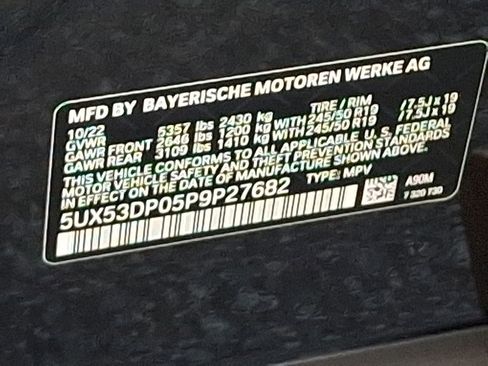 MFD BY BAYERISCHE MOTOREN WERKE AG
10/22 5357 lbs 2430 kg TIRE/RIM
GVWR
GAWR FRONT 2646 lbs 1200 kg WITH 245/50 R19 /7.5J x 19
GAWR REAR 3109 lbs 1410 kg WITH 245/50 R19 /7.5J x 19
THIS VEHICLE CONFORMS TO ALL APPLICABLE U. S. FEDERAL
MOTOR VEHICLE SAFETY AND THEFT PREVENTION STANDARDS
IN EFFECT ON THE DATE OF MANUFACTURE SHOWN ABOVE.
5UX53DP05P9P27682 TYPE: MPV
A90M